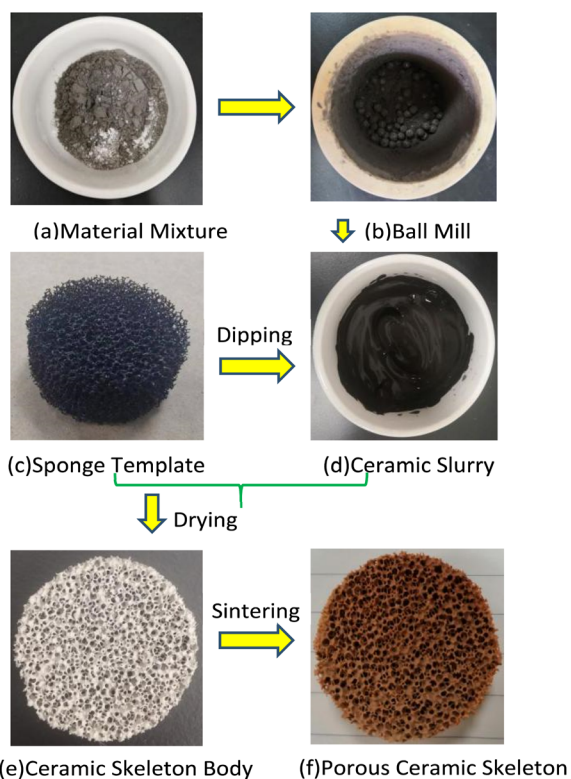 (a)Material Mixture
(b)Ball Mill
Dipping
(c)Sponge Template
(d)Ceramic Slurry
Drying
Sintering
(e)Ceramic Skeleton Body
(f)Porous Ceramic Skeleton